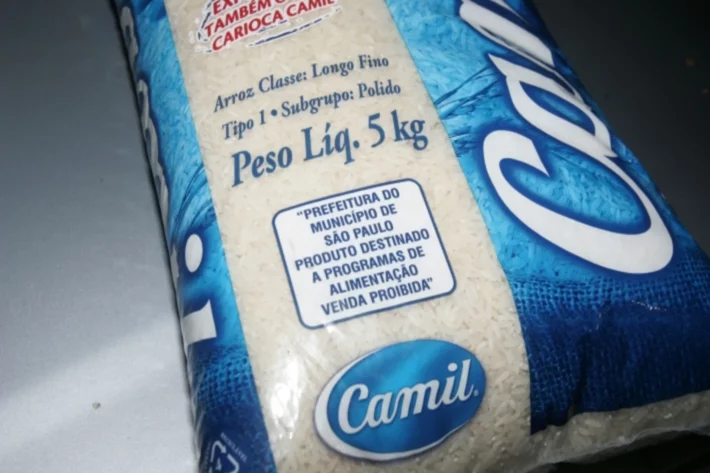 TAMBÉM
CARIOCA CAMIL
Arroz Classe: Longo Fino
Tipo 1 • Subgrupo: Polido
Peso Líq. 5 kg
"PREFEITURA DO
MUNICÍPIO DE
SÃO PAULO
PRODUTO DESTINADO
A PROGRAMAS DE
ALIMENTAÇÃO
VENDA PROIBIDA"
Camil